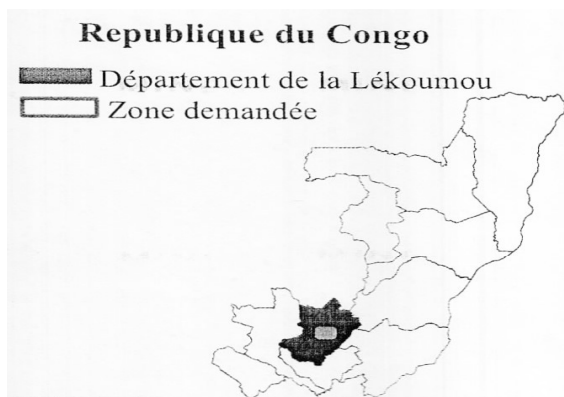 Republique du Congo
Département de la Lékoumou
Zone demandée